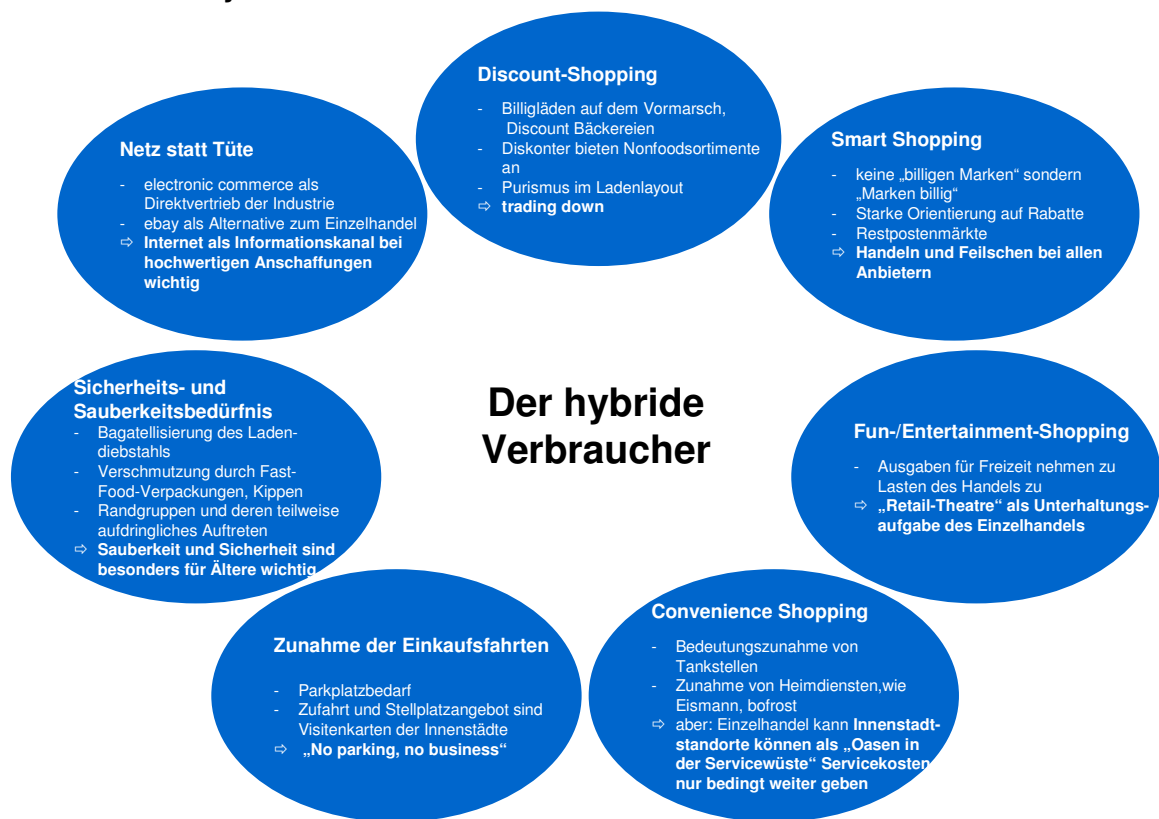 Discount-Shopping
- Billigläden auf dem Vormarsch,
Discount Bäckereien
- Diskonter bieten Nonfoodsortimente
an
- Purismus im Ladenlayout
⇨ trading down
Netz statt Tüte
- electronic commerce als
Direktvertrieb der Industrie
- ebay als Alternative zum Einzelhandel
⇨ Internet als Informationskanal bei
hochwertigen Anschaffungen
wichtig
Smart Shopping
- keine „billigen Marken“ sondern
„Marken billig“
- Starke Orientierung auf Rabatte
- Restpostenmärkte
⇨ Handeln und Feilschen bei allen
Anbietern
Sicherheits- und
Sauberkeitsbedürfnis
- Bagatellisierung des Laden-
diebstahls
- Verschmutzung durch Fast-
Food-Verpackungen, Kippen
- Randgruppen und deren teilweise
aufdringliches Auftreten
⇨ Sauberkeit und Sicherheit sind
besonders für Ältere wichtig
Der hybride
Verbraucher
Fun-/Entertainment-Shopping
- Ausgaben für Freizeit nehmen zu
Lasten des Handels zu
⇨ „Retail-Theatre“ als Unterhaltungs-
aufgabe des Einzelhandels
Zunahme der Einkaufsfahrten
- Parkplatzbedarf
- Zufahrt und Stellplatzangebot sind
Visitenkarten der Innenstädte
⇨ „No parking, no business“
Convenience Shopping
- Bedeutungszunahme von
Tankstellen
- Zunahme von Heimdiensten,wie
Eismann, bofrost
⇨ aber: Einzelhandel kann Innenstadt-
standorte können als „Oasen in
der Servicewüste“ Servicekosten
nur bedingt weiter geben